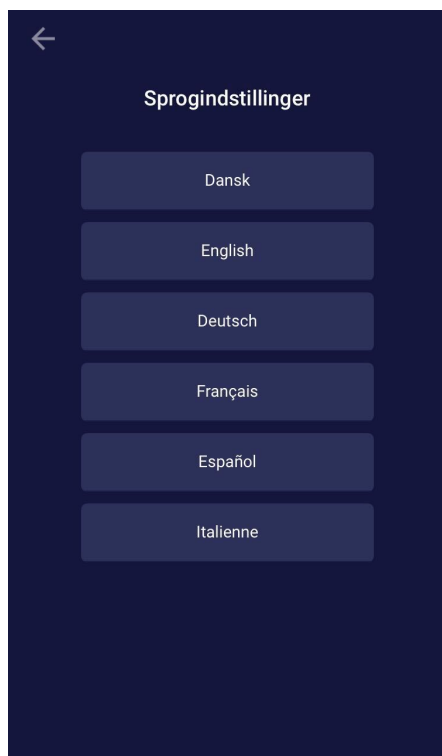 Sprogindstillinger
Dansk
English
Deutsch
Français
Español
Italienne